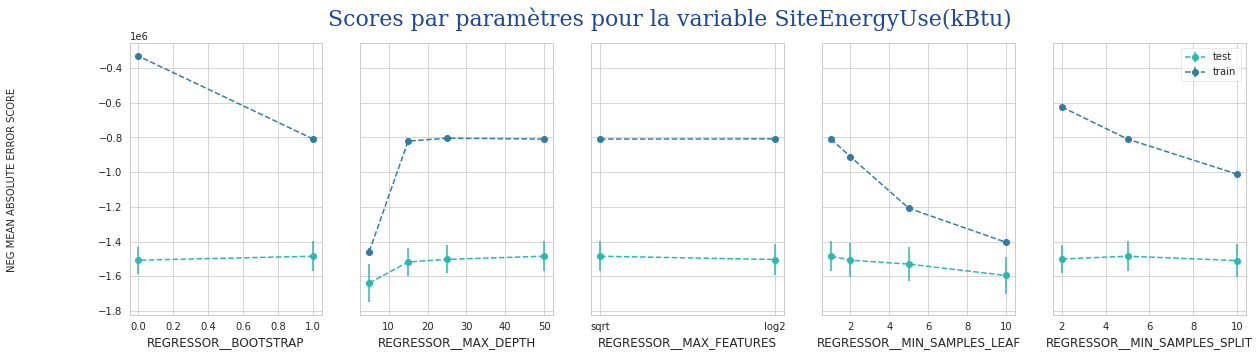 Scores par paramètres pour la variable SiteEnergyUse(kBtu)
1e6
NEG MEAN ABSOLUTE ERROR SCORE
−0.4
−0.6
−0.8
−1.0
−1.2
−1.4
−1.6
−1.8
0.0 0.2 0.4 0.6 0.8 1.0
REGRESSOR__BOOTSTRAP
10 20 30 40 50
REGRESSOR__MAX_DEPTH
sqrt log2
REGRESSOR__MAX_FEATURES
2 4 6 8 10
REGRESSOR__MIN_SAMPLES_LEAF
test
train
2 4 6 8 10
REGRESSOR__MIN_SAMPLES_SPLIT